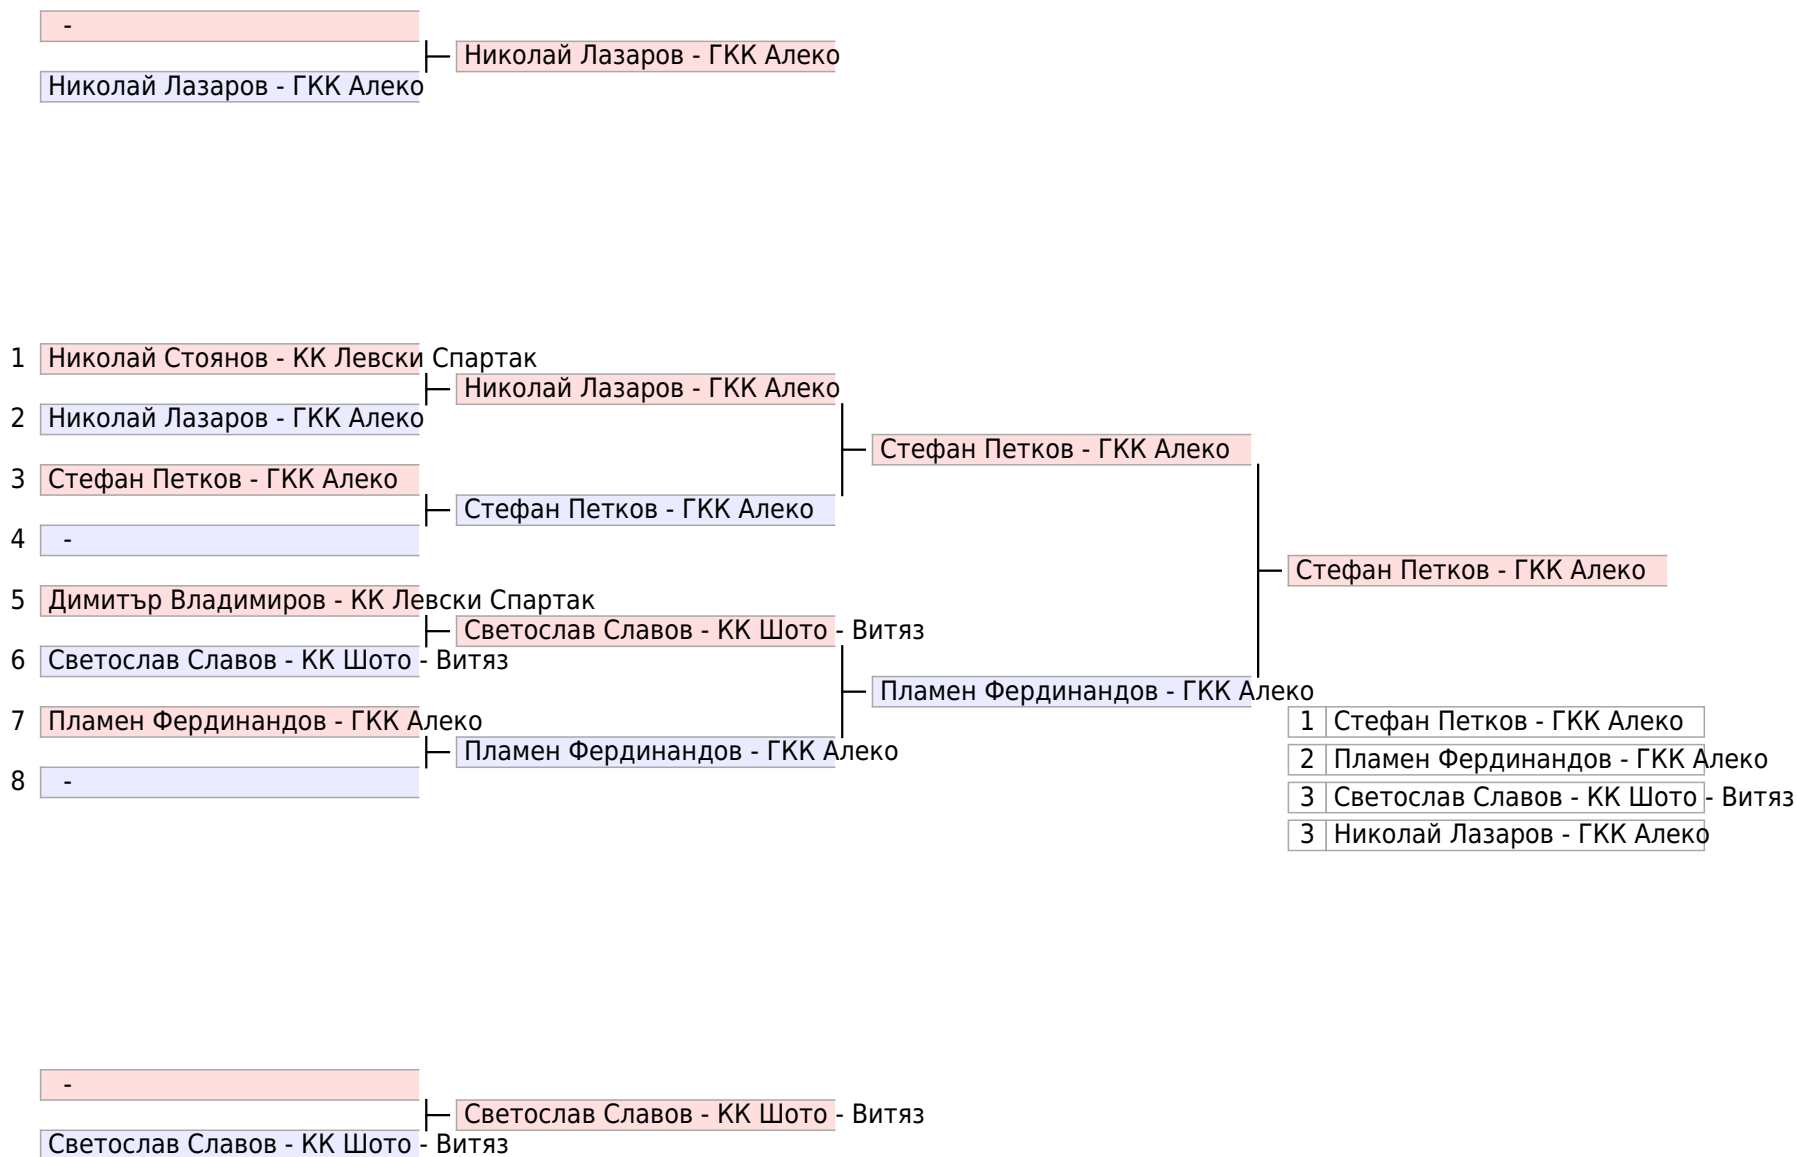 -
Николай Лазаров - ГКК Алеко
Николай Лазаров - ГКК Алеко
1 Николай Стоянов - КК Левски Спартак
Николай Лазаров - ГКК Алеко
2 Николай Лазаров - ГКК Алеко
Стефан Петков - ГКК Алеко
3 Стефан Петков - ГКК Алеко
Стефан Петков - ГКК Алеко
4 -
Стефан Петков - ГКК Алеко
5 Димитър Владимиров - КК Левски Спартак
Светослав Славов - КК Шото - Витяз
6 Светослав Славов - КК Шото - Витяз
Пламен Фердинандов - ГКК Алеко
7 Пламен Фердинандов - ГКК Алеко
Пламен Фердинандов - ГКК Алеко
8 -
1 Стефан Петков - ГКК Алеко
2 Пламен Фердинандов - ГКК Алеко
3 Светослав Славов - КК Шото - Витяз
3 Николай Лазаров - ГКК Алеко
-
Светослав Славов - КК Шото - Витяз
Светослав Славов - КК Шото - Витяз